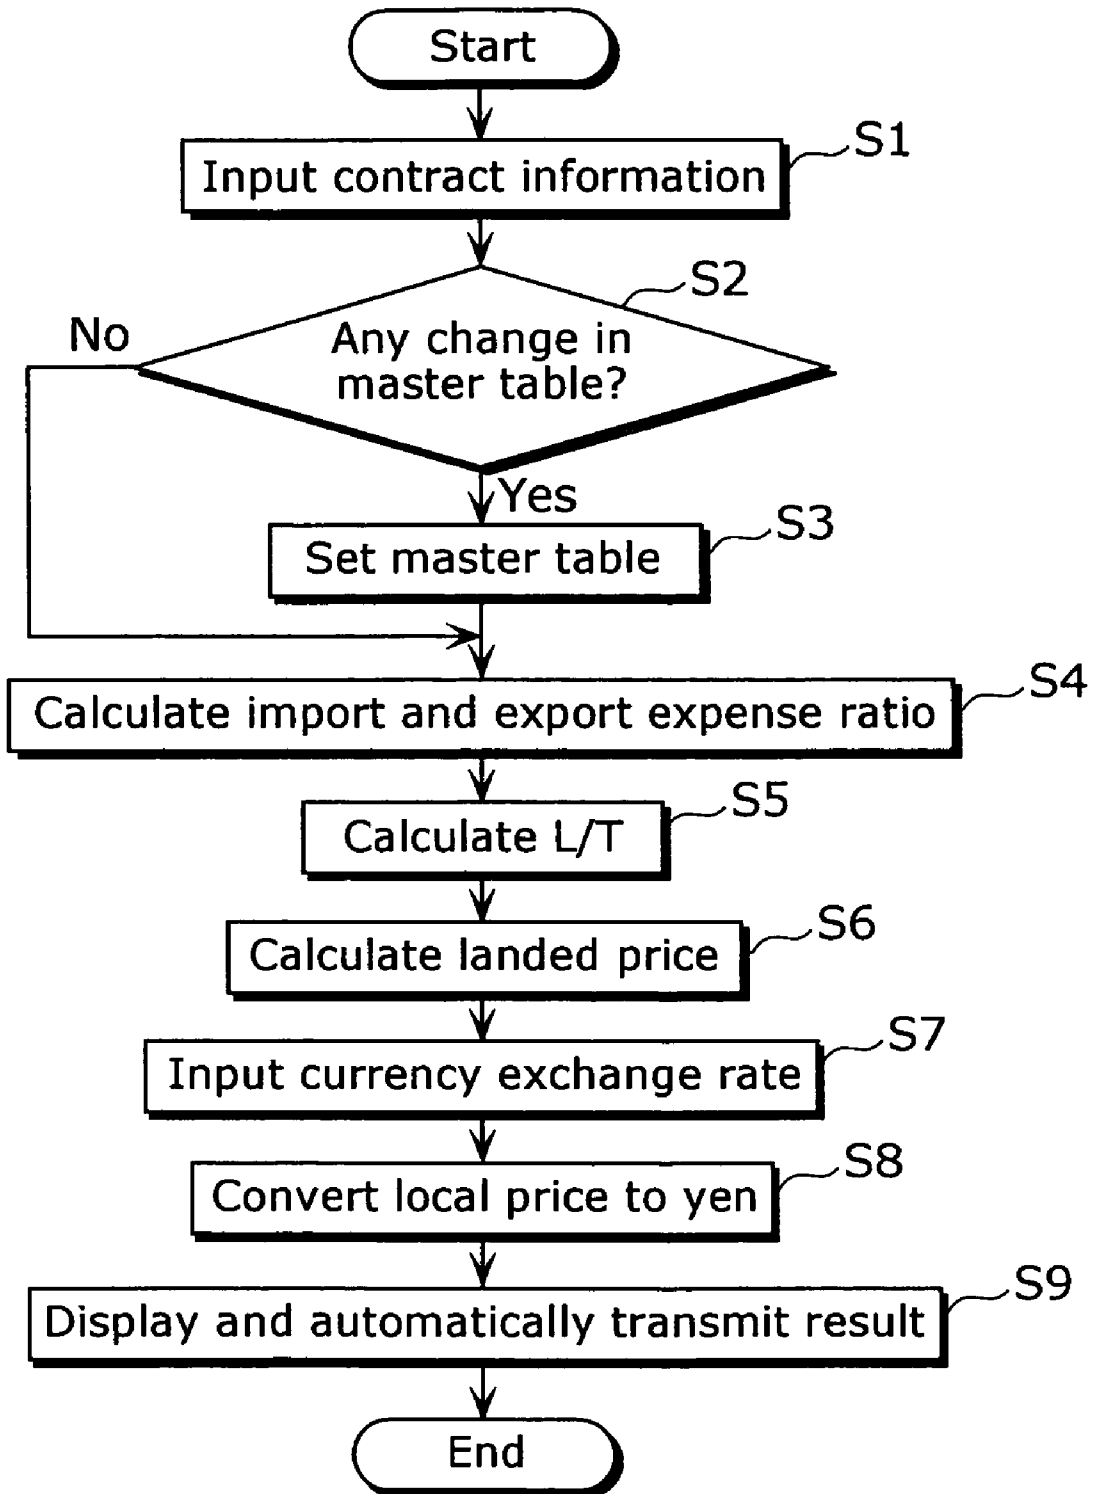 Start
S1
Input contract information
S2
No
Any change in
master table?
Yes
S3
Set master table
S4
Calculate import and export expense ratio
S5
Calculate L/T
S6
Calculate landed price
S7
Input currency exchange rate
S8
Convert local price to yen
S9
Display and automatically transmit result
End